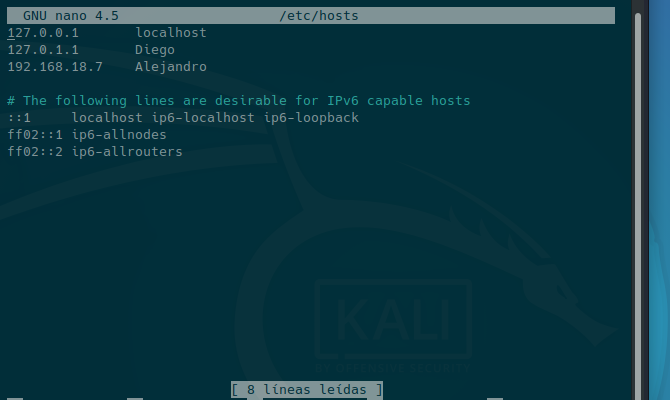 GNU nano 4.5 /etc/hosts
127.0.0.1 localhost
127.0.1.1 Diego
192.168.18.7 Alejandro
# The following lines are desirable for IPv6 capable hosts
::1 localhost ip6-localhost ip6-loopback
ff02::1 ip6-allnodes
ff02::2 ip6-allrouters
KALI
[ 8 líneas leídas ]